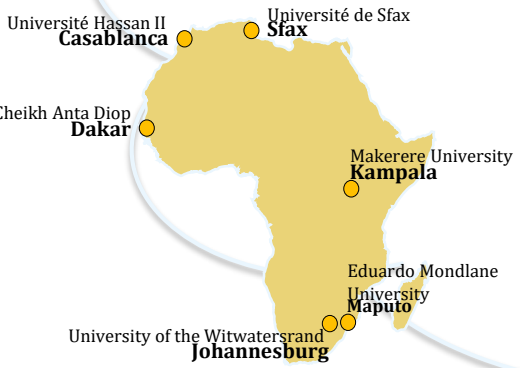 Université Hassan II
Casablanca
Université de Sfax
Sfax
Cheikh Anta Diop
Dakar
Makerere University
Kampala
Eduardo Mondlane
University
Maputo
University of the Witwatersrand
Johannesburg